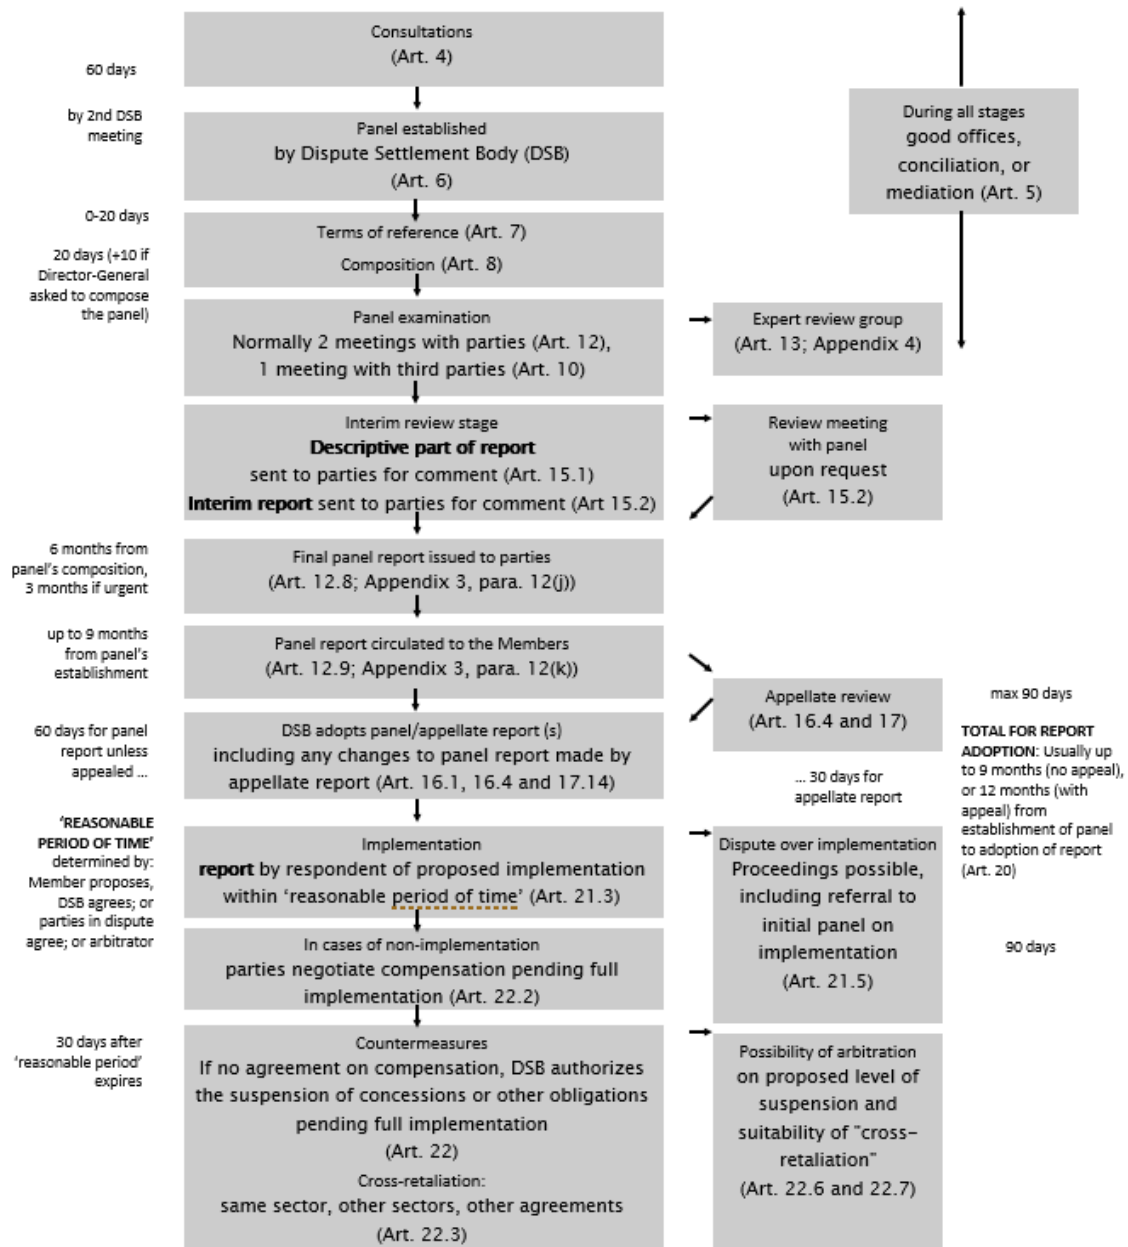 Consultations
(Art. 4)
60 days
by 2nd DSB
meeting
Panel established
by Dispute Settlement Body (DSB)
(Art. 6)
During all stages
good offices,
conciliation, or
mediation (Art. 5)
0-20 days
20 days (+10 if
Director-General
asked to compose
the panel)
Terms of reference (Art. 7)
Composition (Art. 8)
Panel examination
Normally 2 meetings with parties (Art. 12),
1 meeting with third parties (Art. 10)
Expert review group
(Art. 13; Appendix 4)
Interim review stage
Descriptive part of report
sent to parties for comment (Art. 15.1)
Interim report sent to parties for comment (Art 15.2)
Review meeting
with panel
upon request
(Art. 15.2)
6 months from
panel's composition,
3 months if urgent
Final panel report issued to parties
(Art. 12.8; Appendix 3, para. 12(j))
up to 9 months
from panel's
establishment
Panel report circulated to the Members
(Art. 12.9; Appendix 3, para. 12(k))
Appellate review
(Art. 16.4 and 17)
max 90 days
60 days for panel
report unless
appealed ...
DSB adopts panel/appellate report (s)
including any changes to panel report made by
appellate report (Art. 16.1, 16.4 and 17.14)
... 30 days for
appellate report
TOTAL FOR REPORT
ADOPTION: Usually up
to 9 months (no appeal),
or 12 months (with
appeal) from
establishment of panel
to adoption of report
(Art. 20)
'REASONABLE
PERIOD OF TIME'
determined by:
Member proposes,
DSB agrees; or
parties in dispute
agree; or arbitrator
Implementation
report by respondent of proposed implementation
within 'reasonable period of time' (Art. 21.3)
Dispute over implementation
Proceedings possible,
including referral to
initial panel on
implementation
(Art. 21.5)
90 days
In cases of non-implementation
parties negotiate compensation pending full
implementation (Art. 22.2)
30 days after
'reasonable period'
expires
Countermeasures
If no agreement on compensation, DSB authorizes
the suspension of concessions or other obligations
pending full implementation
(Art. 22)
Cross-retaliation:
same sector, other sectors, other agreements
(Art. 22.3)
Possibility of arbitration
on proposed level of
suspension and
suitability of "cross-
retaliation"
(Art. 22.6 and 22.7)